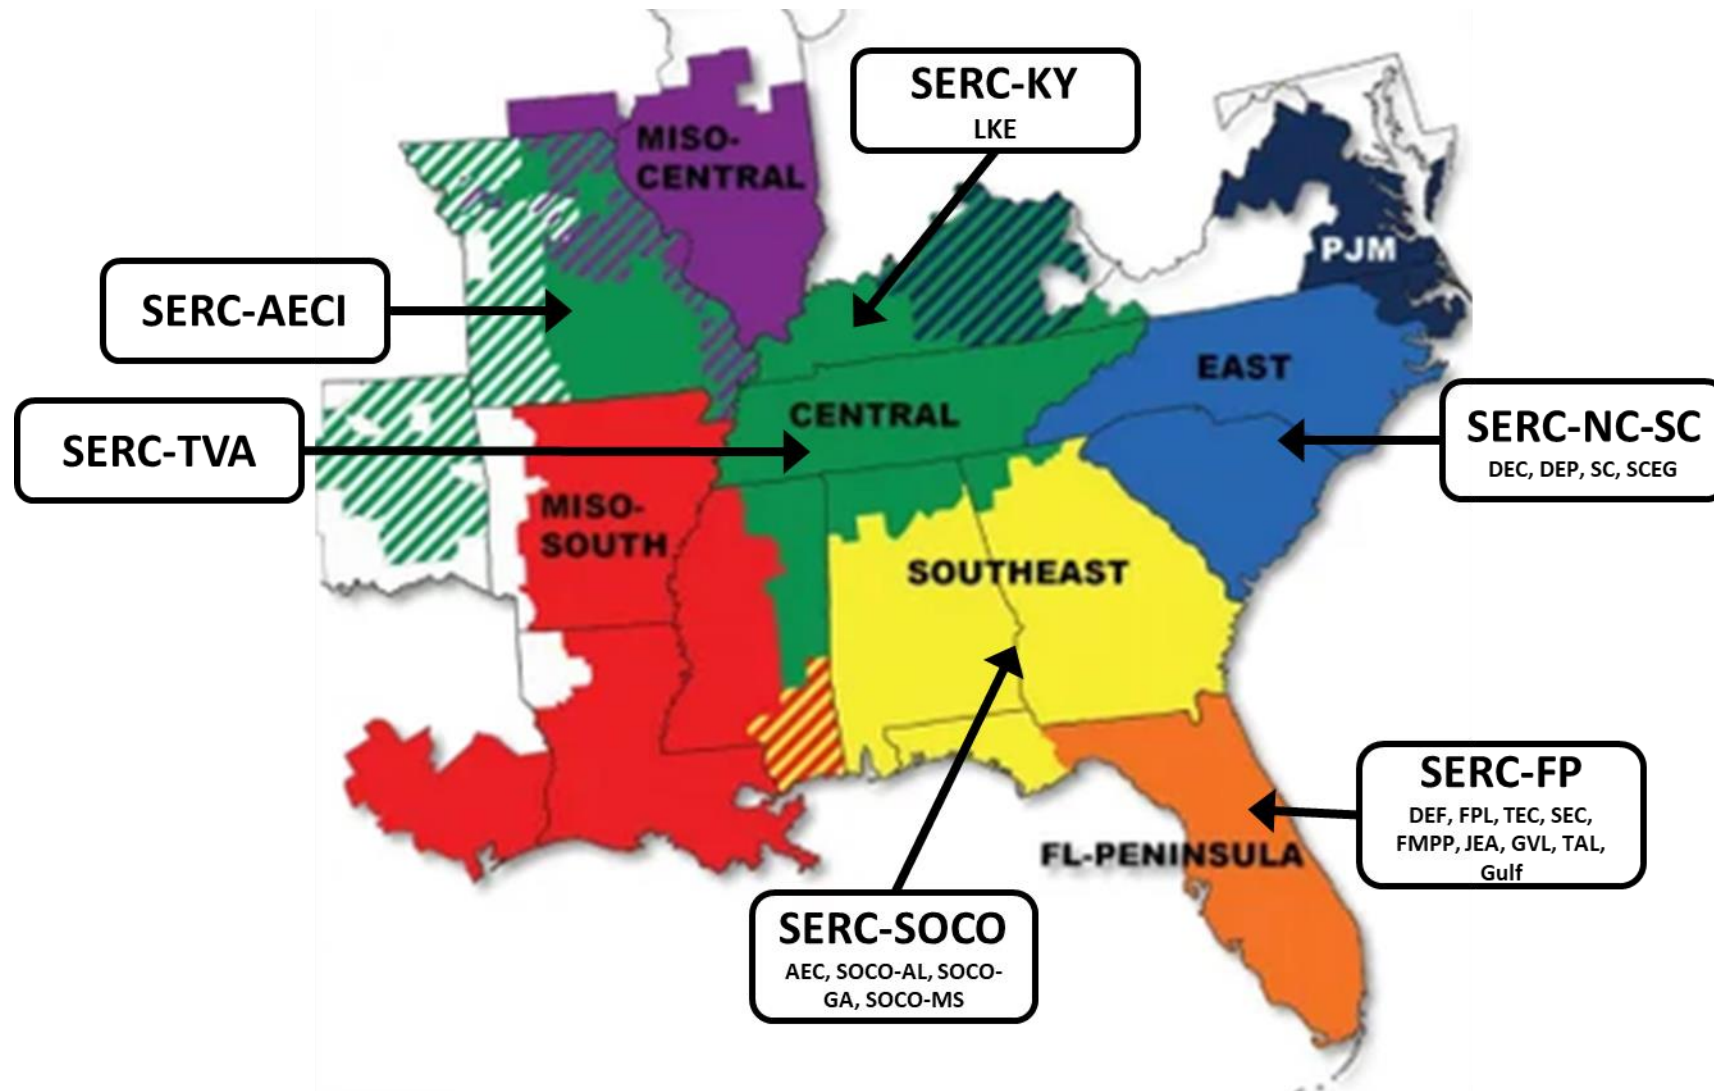 SERC-KY
LKE
MISO-
CENTRAL
PJM
SERC-AECI
EAST
CENTRAL
SERC-TVA
SERC-NC-SC
DEC, DEP, SC, SCEG
MISO-
SOUTH
SOUTHEAST
SERC-FP
DEF, FPL, TEC, SEC,
FMPP, JEA, GVL, TAL,
Gulf
FL-PENINSULA
SERC-SOCO
AEC, SOCO-AL, SOCO-
GA, SOCO-MS